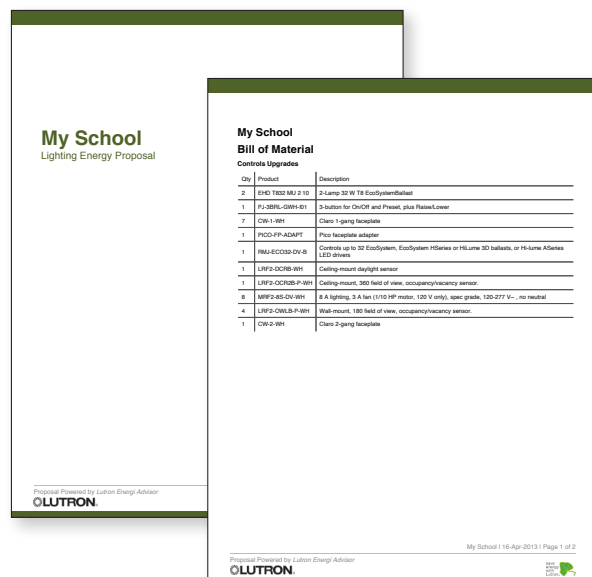 My School
Lighting Energy Proposal
Proposal Powered by Lutron Energi Advisor
LUTRON.
My School
Bill of Material
Controls Upgrades
Qty Product Description
2 EHD T832 MU 2 10 2-Lamp 32 W T8 EcoSystemBallast
1 PJ-3BRL-GWH-I01 3-button for On/Off and Preset, plus Raise/Lower
7 CW-1-WH Claro 1-gang faceplate
1 PICO-FP-ADAPT Pico faceplate adapter
1 RMJ-ECO32-DV-B Controls up to 32 EcoSystem, EcoSystem HSeries or HiLume 3D ballasts, or Hi-lume ASeries
LED drivers
1 LRF2-DCRB-WH Ceiling-mount daylight sensor
1 LRF2-OCR2B-P-WH Ceiling-mount, 360 field of view, occupancy/vacancy sensor.
8 MRF2-8S-DV-WH 8 A lighting, 3 A fan (1/10 HP motor, 120 V only), spec grade, 120-277 V~ , no neutral
4 LRF2-OWLB-P-WH Wall-mount, 180 field of view, occupancy/vacancy sensor.
1 CW-2-WH Claro 2-gang faceplate
My School I 16-Apr-2013 I Page 1 of 2
Proposal Powered by Lutron Energi Advisor
LUTRON.
save
energy
with
Lutron